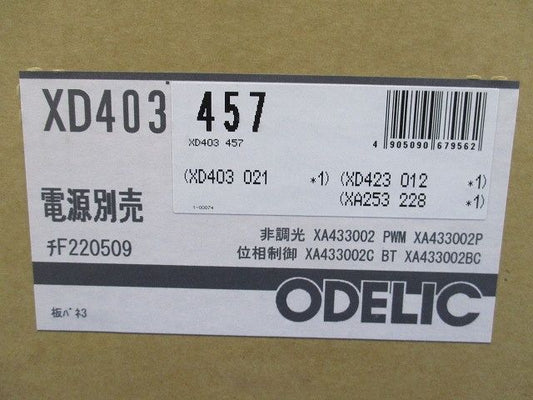 XD403 457
XD403 457
4 905090 679562
(XD403 021 *1) (XD423 012 *1)
(XA253 228 *1)
1-00074
電源別売
チF220509
非調光 XA433002 PWM XA433002P
位相制御 XA433002C BT XA433002BC
ODELIC
板バネ3